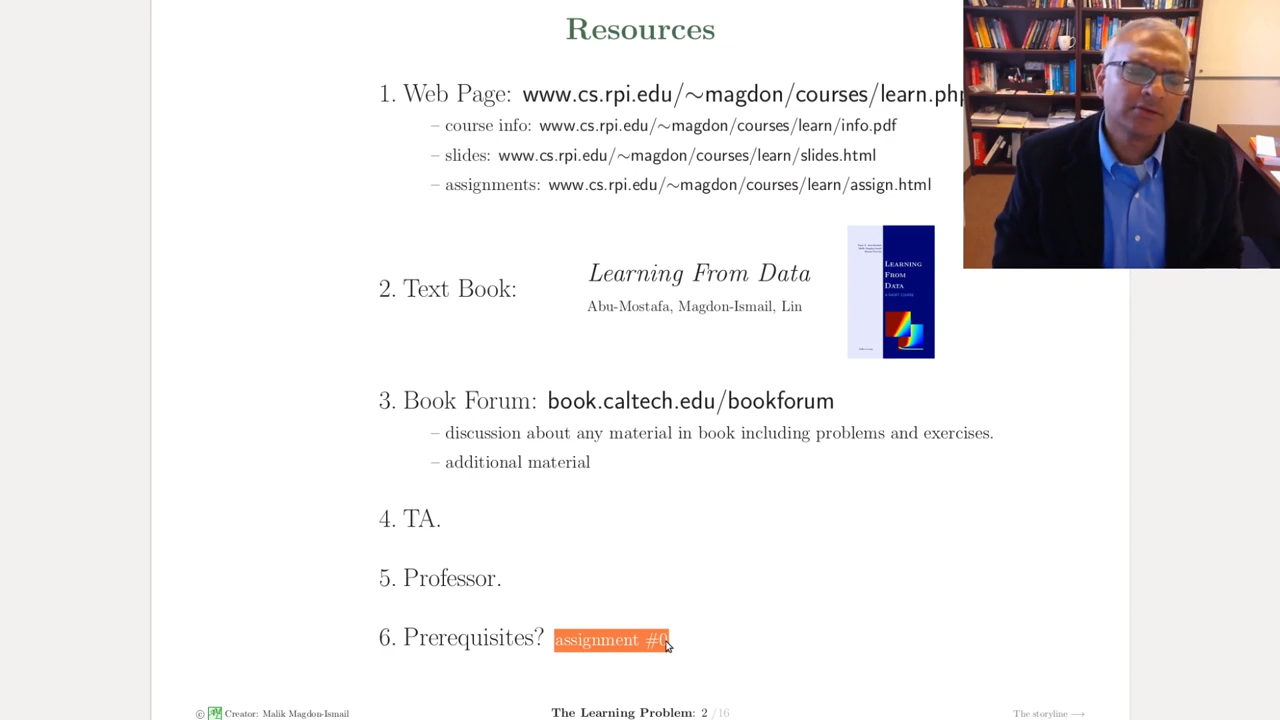 Resources
1. Web Page: www.cs.rpi.edu/∼magdon/courses/learn.php
– course info: www.cs.rpi.edu/∼magdon/courses/learn/info.pdf
– slides: www.cs.rpi.edu/∼magdon/courses/learn/slides.html
– assignments: www.cs.rpi.edu/∼magdon/courses/learn/assign.html
2. Text Book:
Learning From Data
Abu-Mostafa, Magdon-Ismail, Lin
LEARNING
FROM
DATA
3. Book Forum: book.caltech.edu/bookforum
– discussion about any material in book including problems and exercises.
– additional material
4. TA.
5. Professor.
6. Prerequisites? assignment #0
© Creator: Malik Magdon-Ismail
The Learning Problem: 2 /16
The storyline →